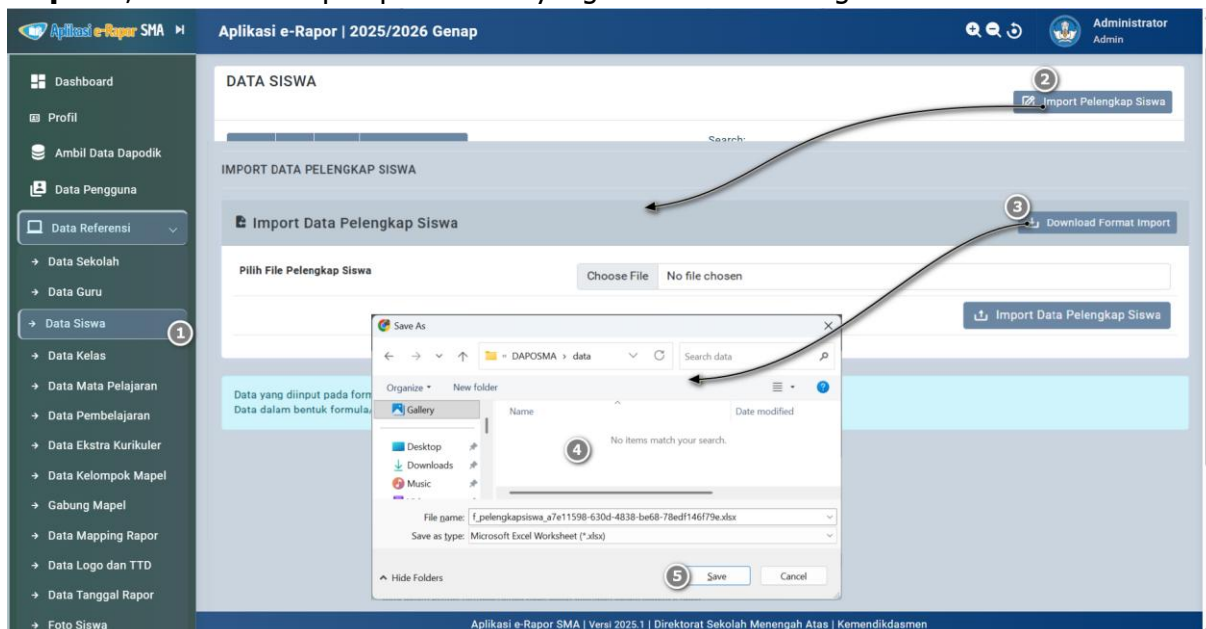 Aplikasi e-Rapor SMA
Aplikasi e-Rapor | 2025/2026 Genap
Administrator
Admin
Dashboard
Profil
Ambil Data Dapodik
Data Pengguna
Data Referensi
Data Sekolah
Data Guru
Data Siswa
1
Data Kelas
Data Mata Pelajaran
Data Pembelajaran
Data Ekstra Kurikuler
Data Kelompok Mapel
Gabung Mapel
Data Mapping Rapor
Data Logo dan TTD
Data Tanggal Rapor
Foto Siswa
DATA SISWA
2
Import Pelengkap Siswa
Search:
IMPORT DATA PELENGKAP SISWA
Import Data Pelengkap Siswa
3
Download Format Import
Pilih File Pelengkap Siswa
Choose File No file chosen
Import Data Pelengkap Siswa
Data yang diinput pada form
Data dalam bentuk formula
Save As
« DAPOSMA › data
Search data
Organize
New folder
Gallery
Name
Date modified
No items match your search.
4
Desktop
Downloads
Music
File name: f_pelengkapsiswa_a7e11598-630d-4838-be68-78edf146f79e.xlsx
Save as type: Microsoft Excel Worksheet (*.xlsx)
Hide Folders
5
Save
Cancel
Aplikasi e-Rapor SMA | Versi 2025.1 | Direktorat Sekolah Menengah Atas | Kemendikdasmen